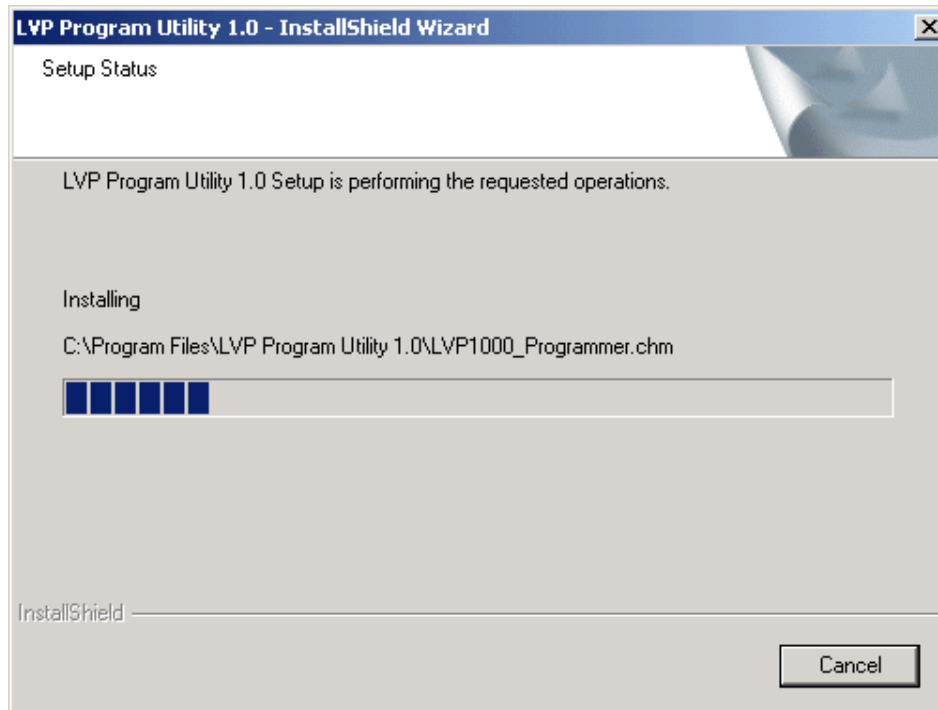 LVP Program Utility 1.0 - InstallShield Wizard
Setup Status
LVP Program Utility 1.0 Setup is performing the requested operations.
Installing
C:\Program Files\LVP Program Utility 1.0\LVP1000_Programmer.chm
InstallShield
Cancel